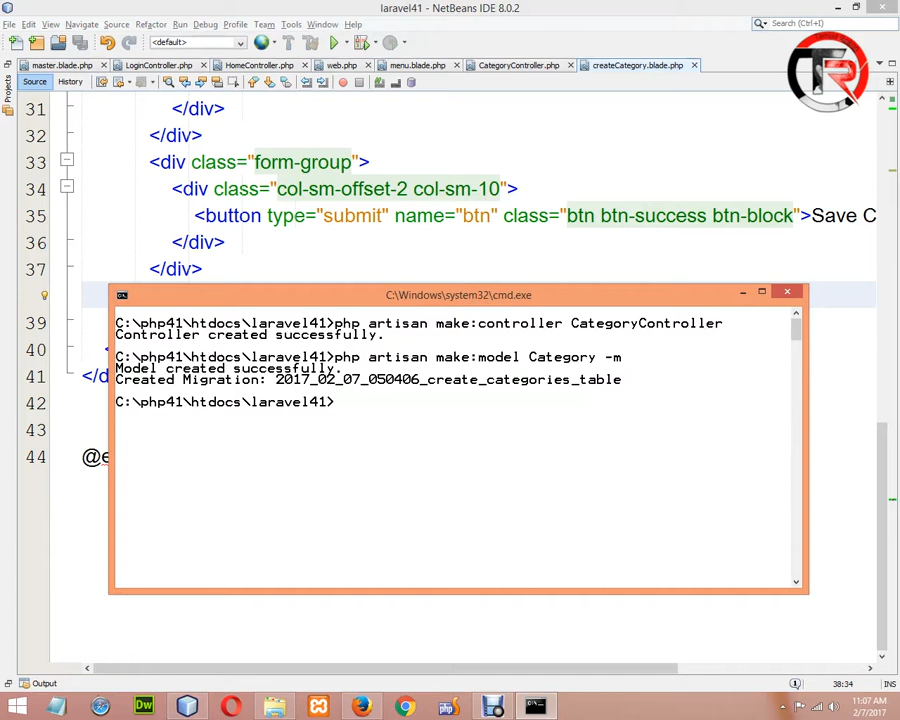 laravel41 - NetBeans IDE 8.0.2
File Edit View Navigate Source Refactor Run Debug Profile Team Tools Window Help
<default>
Search (Ctrl+I)
master.blade.php LoginController.php HomeController.php web.php menu.blade.php CategoryController.php createCategory.blade.php
Source History
Projects
31 </div>
32 </div>
33 <div class="form-group">
34 <div class="col-sm-offset-2 col-sm-10">
35 <button type="submit" name="btn" class="btn btn-success btn-block">Save C
36 </div>
37 </div>
39
40
41 </d
42
43
44 @e
C:\Windows\system32\cmd.exe
C:\php41\htdocs\laravel41>php artisan make:controller CategoryController
Controller created successfully.
C:\php41\htdocs\laravel41>php artisan make:model Category -m
Model created successfully.
Created Migration: 2017_02_07_050406_create_categories_table
C:\php41\htdocs\laravel41>
Output
38:34 INS
Dw
php
11:07 AM
2/7/2017